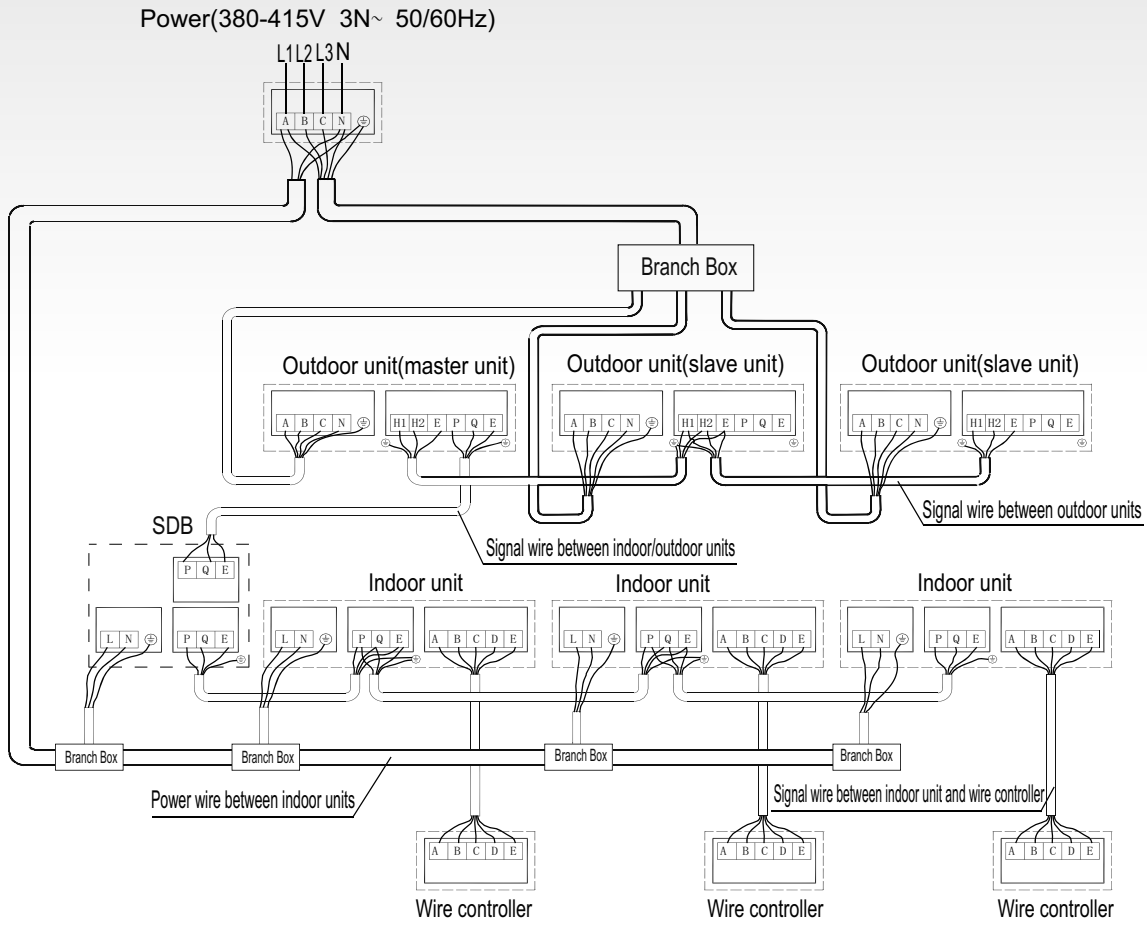 Power(380-415V 3N~ 50/60Hz)
L1 L2 L3 N
A B C N
Branch Box
Outdoor unit(master unit)
Outdoor unit(slave unit)
Outdoor unit(slave unit)
A B C N
H1 H2 E P Q E
A B C N
H1 H2 E P Q E
A B C N
H1 H2 E P Q E
Signal wire between outdoor units
SDB
Signal wire between indoor/outdoor units
P Q E
Indoor unit
Indoor unit
Indoor unit
L N
P Q E
L N
P Q E
A B C D E
L N
P Q E
A B C D E
L N
P Q E
A B C D E
Branch Box
Branch Box
Branch Box
Branch Box
Power wire between indoor units
Signal wire between indoor unit and wire controller
A B C D E
A B C D E
A B C D E
Wire controller
Wire controller
Wire controller